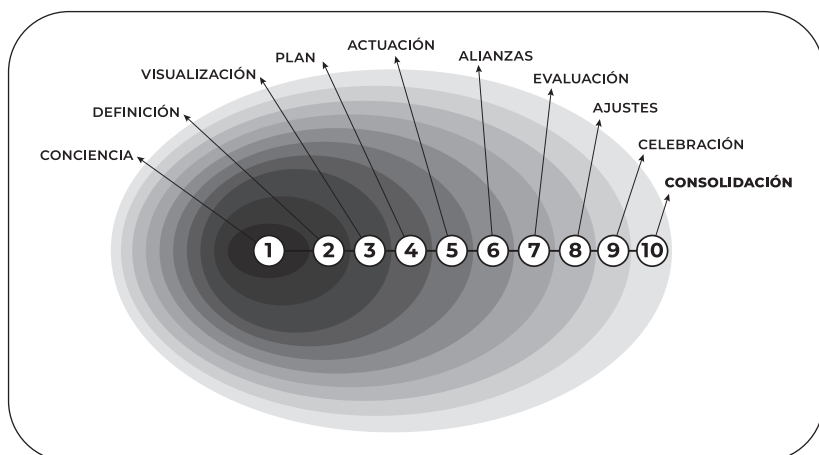 ACTUACIÓN
PLAN
ALIANZAS
VISUALIZACIÓN
EVALUACIÓN
DEFINICIÓN
AJUSTES
CONCIENCIA
CELEBRACIÓN
CONSOLIDACIÓN
1 2 3 4 5 6 7 8 9 10